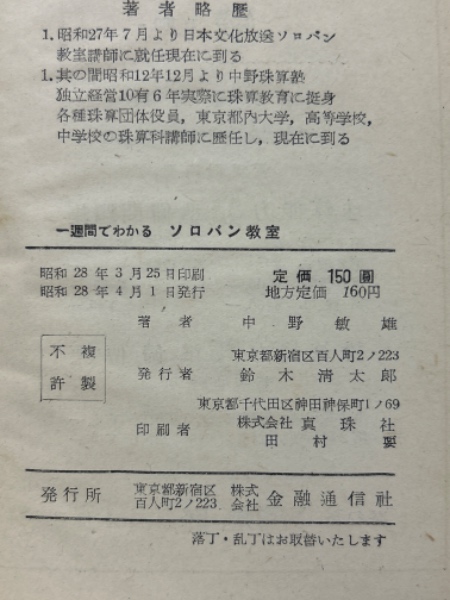 著者略歴
1. 昭和27年7月より日本文化放送ソロバン
教室講師に就任現在に到る
1. 其の間昭和12年12月より中野珠算塾
独立経営10有6年実際に珠算教育に挺身
各種珠算団体役員，東京都内大学，高等学校，
中学校の珠算科講師に歴任し，現在に到る
一週間でわかる ソロバン教室
昭和 28 年 3 月 25 日印刷 定価 150 圓
昭和 28 年 4 月 1 日発行 地方定価 160円
著者 中野敏雄
不許
複製
東京都新宿区百人町2ノ223
発行者 鈴木清太郎
東京都千代田区神田神保町1ノ69
印刷者 株式会社 真珠社
田村要
発行所 東京都新宿区百人町2ノ223 株式会社 金融通信社
落丁・乱丁はお取替いたします